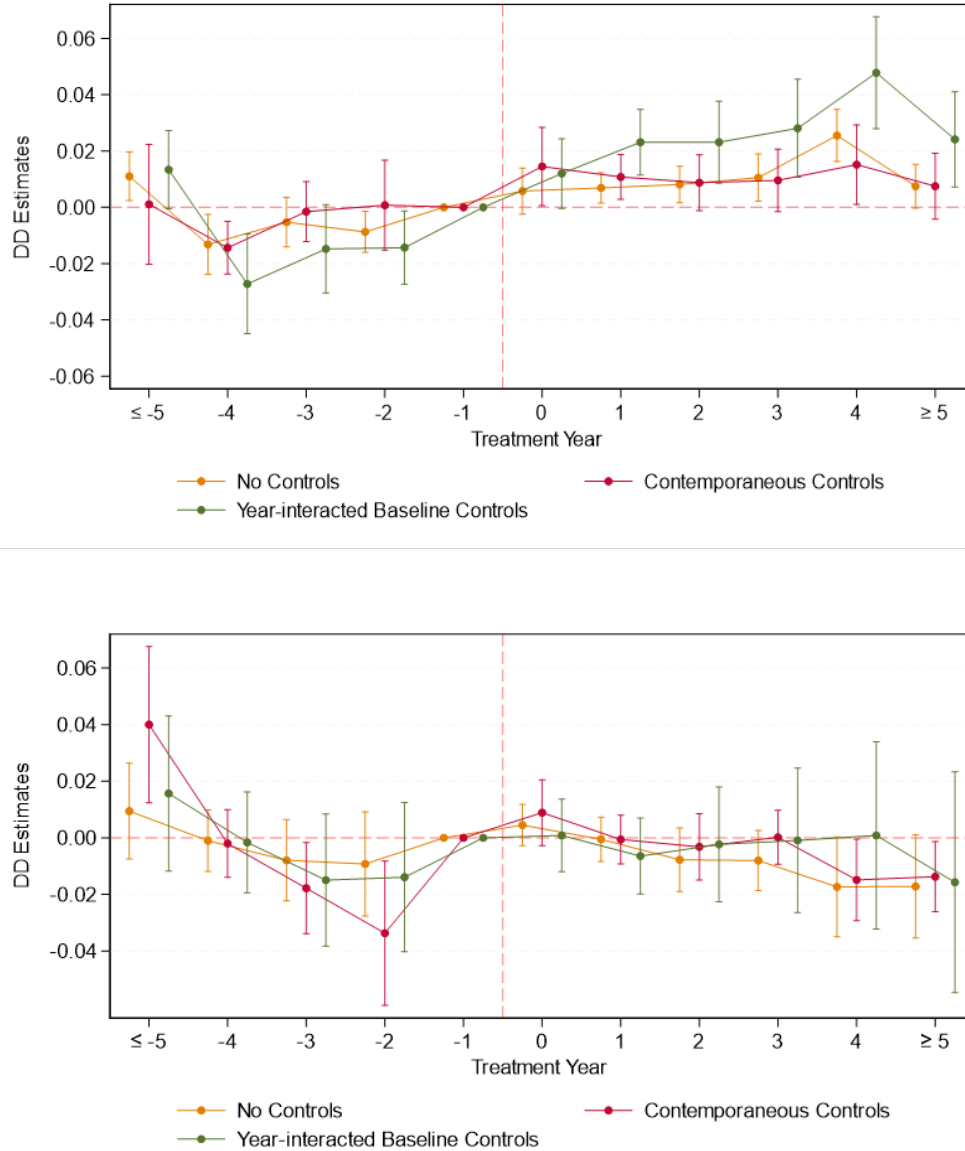 0.06
0.04
0.02
0.00
-0.02
-0.04
-0.06
DD Estimates
≤ -5 -4 -3 -2 -1 0 1 2 3 4 ≥ 5
Treatment Year
No Controls Contemporaneous Controls
Year-interacted Baseline Controls
0.06
0.04
0.02
0.00
-0.02
-0.04
DD Estimates
≤ -5 -4 -3 -2 -1 0 1 2 3 4 ≥ 5
Treatment Year
No Controls Contemporaneous Controls
Year-interacted Baseline Controls